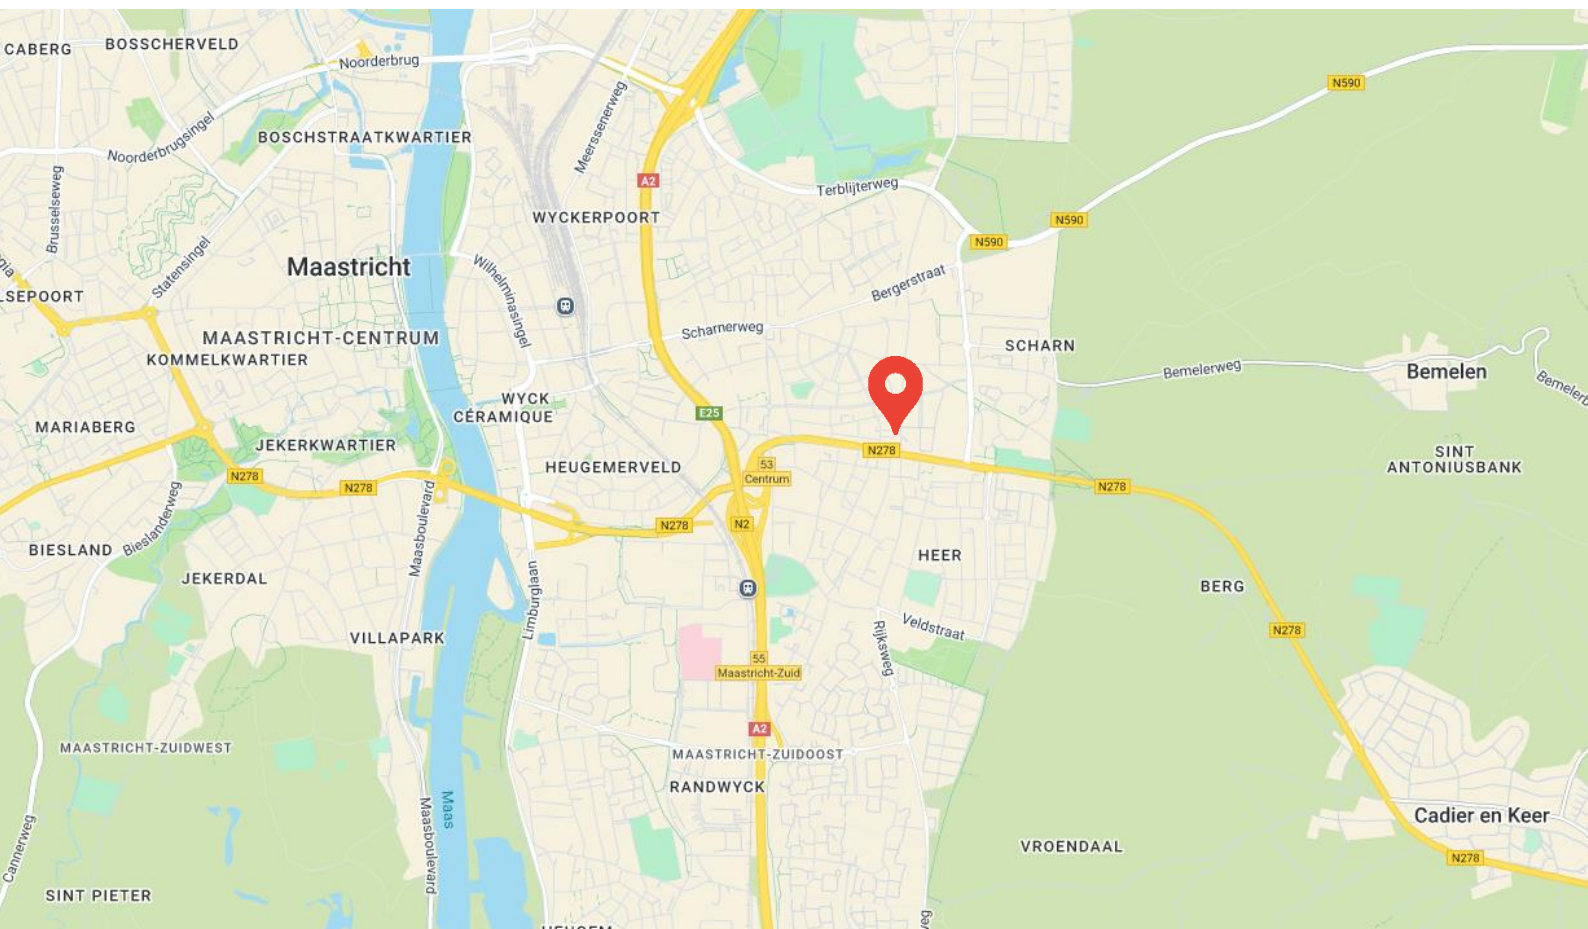 CABERG
BOSSCHERVELD
Noorderbrug
N590
Meerssenerweg
BOSCHSTRAATKWARTIER
Noorderbrugsingel
A2
Terblijterweg
Brusselseweg
WYCKERPOORT
N590
N590
Statensingel
Maastricht
Wilhelminasingel
Bergerstraat
LSEPOORT
Scharnerweg
MAASTRICHT-CENTRUM
SCHARN
KOMMELKWARTIER
Bemelerweg
Bemelen
WYCK
CÉRAMIQUE
E25
MARIABERG
JEKERKWARTIER
N278
SINT
ANTONIUSBANK
HEUGEMERVELD
53
Centrum
N278
N278
N278
Maasboulevard
Bieslanderweg
N278
N2
BIESLAND
HEER
JEKERDAL
BERG
Limburglaan
VILLAPARK
Veldstraat
Rijksweg
N278
55
Maastricht-Zuid
A2
MAASTRICHT-ZUIDWEST
MAASTRICHT-ZUIDOOST
RANDWYCK
Maas
Maasboulevard
Cadier en Keer
Cannerweg
VROENDAAL
N278
SINT PIETER